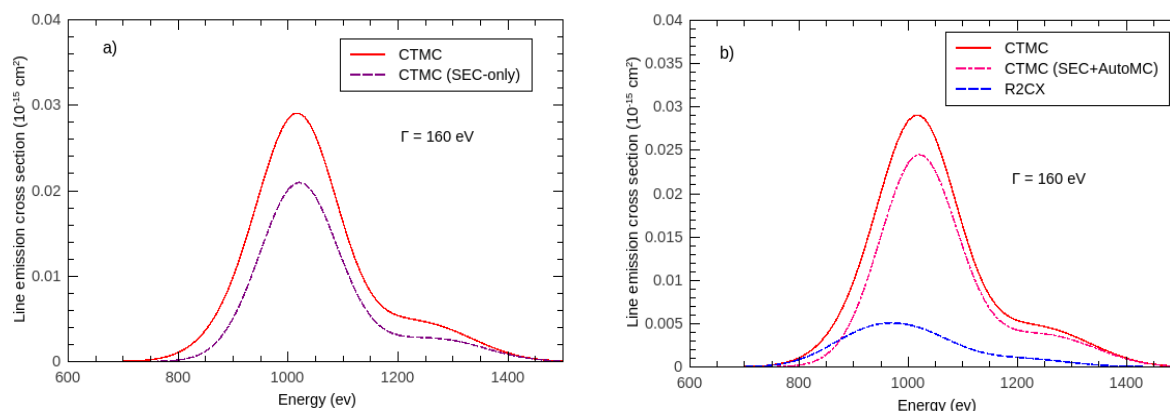 a)
CTMC
CTMC (SEC-only)
Γ = 160 eV
0.04
0.03
0.02
0.01
0
600 800 1000 1200 1400
Energy (ev)
Line emission cross section (10⁻¹⁵ cm²)
b)
CTMC
CTMC (SEC+AutoMC)
R2CX
Γ = 160 eV
0.04
0.035
0.03
0.025
0.02
0.015
0.01
0.005
0
600 800 1000 1200 1400
Energy (ev)
Line emission cross section (10⁻¹⁵ cm²)